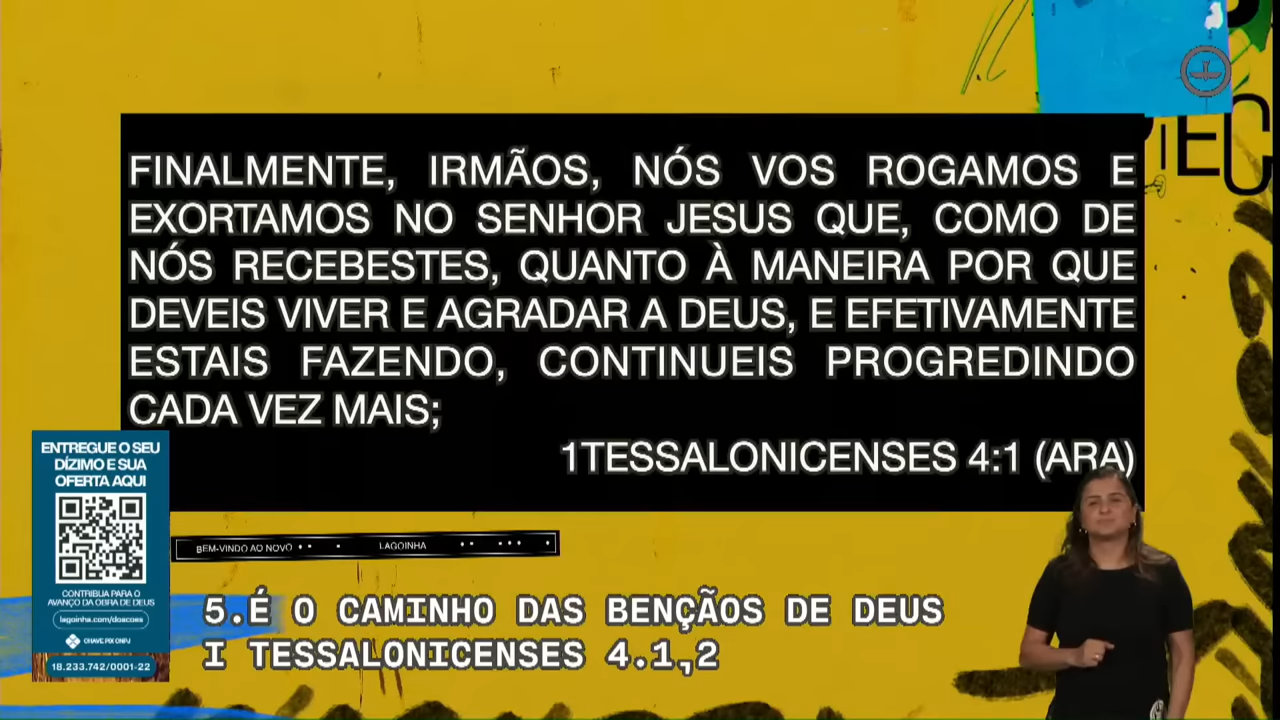 FINALMENTE, IRMÃOS, NÓS VOS ROGAMOS E
EXORTAMOS NO SENHOR JESUS QUE, COMO DE
NÓS RECEBESTES, QUANTO À MANEIRA POR QUE
DEVEIS VIVER E AGRADAR A DEUS, E EFETIVAMENTE
ESTAIS FAZENDO, CONTINUEIS PROGREDINDO
CADA VEZ MAIS;
1TESSALONICENSES 4:1 (ARA)
ENTREGUE O SEU
DÍZIMO E SUA
OFERTA AQUI
CONTRIBUA PARA O
AVANÇO DA OBRA DE DEUS
lagoinha.com/doacoes
CHAVE PIX CNPJ
18.233.742/0001-22
BEM-VINDO AO NOVO
LAGOINHA
5.É O CAMINHO DAS BENÇÃOS DE DEUS
I TESSALONICENSES 4.1,2